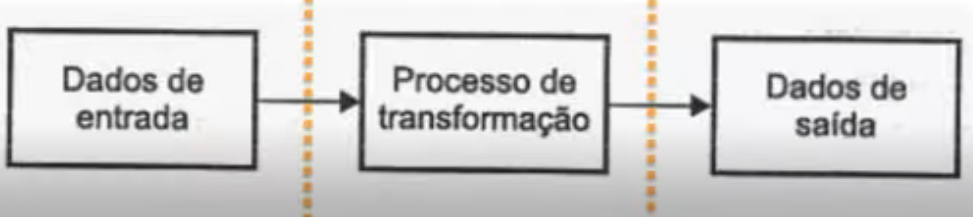 Dados de
entrada
Processo de
transformação
Dados de
saída